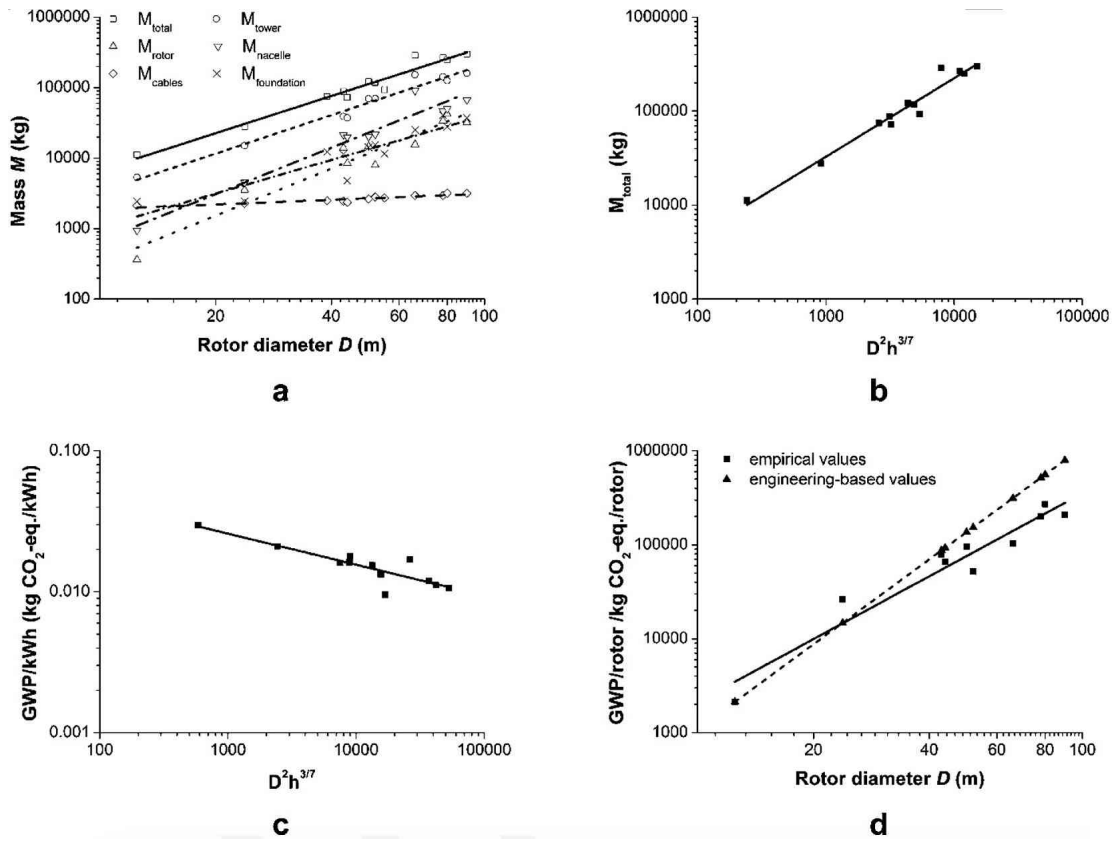 1000000
100000
10000
1000
100
Mass M (kg)
M_total
M_rotor
M_cables
M_tower
M_nacelle
M_foundation
20 40 60 80 100
Rotor diameter D (m)
a
1000000
100000
10000
1000
M_total (kg)
100 1000 10000 100000
D²h^3/7
b
0.100
0.010
0.001
GWP/kWh (kg CO₂-eq./kWh)
100 1000 10000 100000
D²h^3/7
c
1000000
100000
10000
1000
GWP/rotor /kg CO₂-eq./rotor)
empirical values
engineering-based values
20 40 60 80 100
Rotor diameter D (m)
d